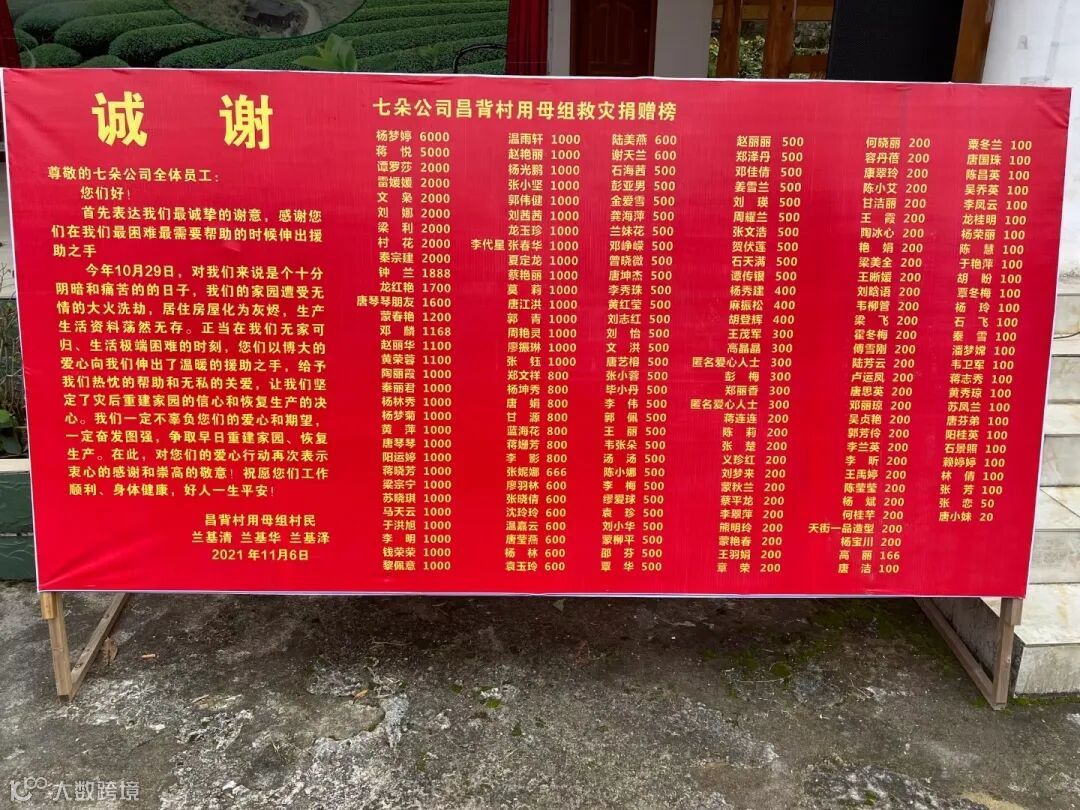 诚 谢
尊敬的七朵公司全体员工：
您们好！
首先表达我们最诚挚的谢意，感谢您
们在我们最困难最需要帮助的时候伸出援
助之手
今年10月29日，对我们来说是个十分
阴暗和痛苦的的日子，我们的家园遭受无
情的大火洗劫，居住房屋化为灰烬，生产
生活资料荡然无存。正当在我们无家可
归、生活极端困难的时刻，您们以博大的
爱心向我们伸出了温暖的援助之手，给予
我们热忱的帮助和无私的关爱，让我们坚
定了灾后重建家园的信心和恢复生产的决
心。我们一定不辜负您们的爱心和期望，
一定奋发图强，争取早日重建家园、恢复
生产。在此，对您们的爱心行动再次表示
衷心的感谢和崇高的敬意！祝愿您们工作
顺利、身体健康，好人一生平安！
昌背村用母组村民
兰基清 兰基华 兰基泽
2021年11月6日
七朵公司昌背村用母组救灾捐赠榜
杨梦婷 6000
蒋 悦 5000
谭罗莎 2000
雷媛媛 2000
文 枭 2000
刘 娜 2000
梁 利 2000
村 花 2000
秦宗建 2000
钟 兰 1888
龙红艳 1700
唐琴琴朋友 1600
蒙春艳 1200
邓 麟 1168
赵丽华 1100
黄荣蓉 1100
陶丽霞 1000
秦丽君 1000
杨林秀 1000
杨梦菊 1000
黄 萍 1000
唐琴琴 1000
阳运婷 1000
蒋晓芳 1000
梁宗宁 1000
苏晓琪 1000
马天云 1000
于洪旭 1000
李 明 1000
钱荣荣 1000
黎佩意 1000
温雨轩 1000
赵艳丽 1000
杨光鹏 1000
张小坚 1000
郭伟健 1000
刘茜茜 1000
龙玉珍 1000
李代星 张春华 1000
夏定龙 1000
蔡艳丽 1000
莫 莉 1000
唐江洪 1000
郭 青 1000
周艳灵 1000
廖振琳 1000
张 钰 1000
郑文祥 800
杨坤秀 800
唐 娟 800
甘 源 800
蓝海花 800
蒋姗芳 800
李 影 800
张妮娜 666
廖羽林 600
张晓倩 600
沈玲玲 600
温嘉云 600
唐莹燕 600
杨 林 600
袁玉玲 600
陆美燕 600
谢天兰 600
石海茜 500
彭亚男 500
金爱雪 500
龚海萍 500
兰妹花 500
邓峥嵘 500
曾晓微 500
唐坤杰 500
李秀珠 500
黄红莹 500
刘志红 500
刘 怡 500
文 洪 500
唐艺榕 500
张小蓉 500
毕小丹 500
李 伟 500
郭 佩 500
王 丽 500
韦张朵 500
汤 汤 500
陈小娜 500
李 梅 500
缪爱球 500
袁 珍 500
刘小华 500
蒙柳平 500
邵 芬 500
覃 华 500
赵丽丽 500
郑泽丹 500
邓佳倩 500
姜雪兰 500
刘 瑛 500
周耀兰 500
张文浩 500
贺伏莲 500
石天满 500
谭传银 500
杨秀建 400
麻振松 400
胡登辉 400
王茂军 300
高晶晶 300
匿名爱心人士 300
彭 梅 300
郑丽香 300
匿名爱心人士 300
蒋连连 200
陈 莉 200
张 楚 200
义珍红 200
刘梦来 200
蒙秋兰 200
蔡平龙 200
李翠萍 200
熊明玲 200
蒙艳春 200
王羽娟 200
章 荣 200
何晓丽 200
容丹蓓 200
康翠玲 200
陈小艾 200
甘洁丽 200
王 霞 200
陶冰心 200
艳 娟 200
梁美全 200
王晰媛 200
刘晗语 200
韦柳菅 200
梁 飞 200
霍冬梅 200
傅雪刚 200
陆芳云 200
卢运凤 200
唐思英 200
邓丽琼 200
吴贞艳 200
郭芳伶 200
李兰英 200
李 昕 200
王禹婷 200
陈莹莹 200
杨 斌 200
何桂芊 200
天街一品造型 200
杨宝川 200
高 丽 166
唐 洁 100
粟冬兰 100
唐国珠 100
陈昌英 100
吴乔英 100
李凤云 100
龙桂明 100
杨荣丽 100
陈 慧 100
于艳萍 100
胡 盼 100
覃冬梅 100
杨 玲 100
石 飞 100
秦 雪 100
潘梦嫦 100
韦卫军 100
蒋志秀 100
黄秀琼 100
苏凤兰 100
唐芬弟 100
阳桂英 100
石景照 100
赖婷婷 100
林 倩 100
张 芳 100
张 恋 50
唐小妹 20
大数跨境